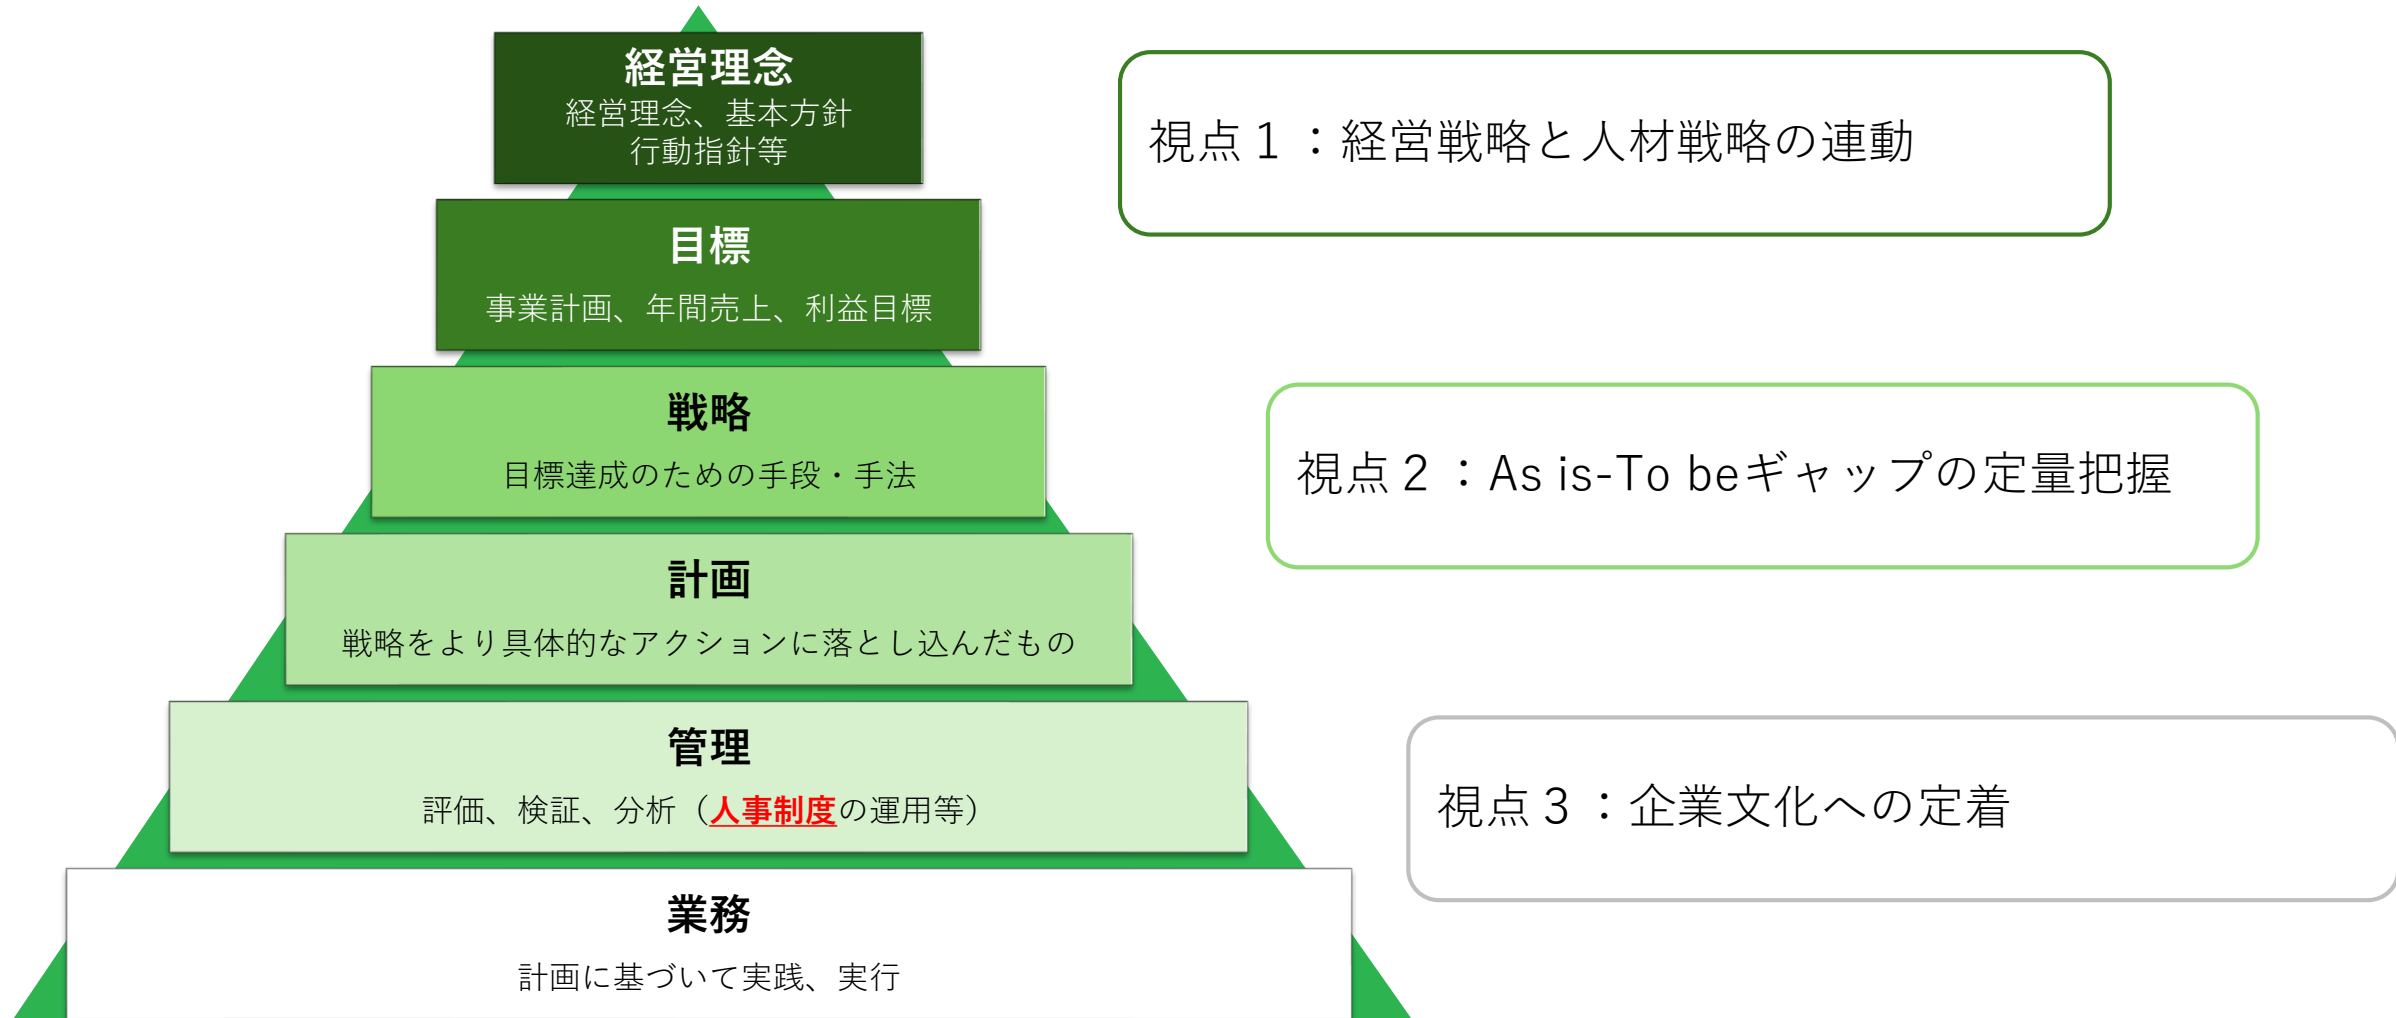 経営理念
経営理念、基本方針
行動指針等
目標
事業計画、年間売上、利益目標
戦略
目標達成のための手段・手法
計画
戦略をより具体的なアクションに落とし込んだもの
管理
評価、検証、分析（人事制度の運用等）
業務
計画に基づいて実践、実行
視点１：経営戦略と人材戦略の連動
視点２：As is-To beギャップの定量把握
視点３：企業文化への定着